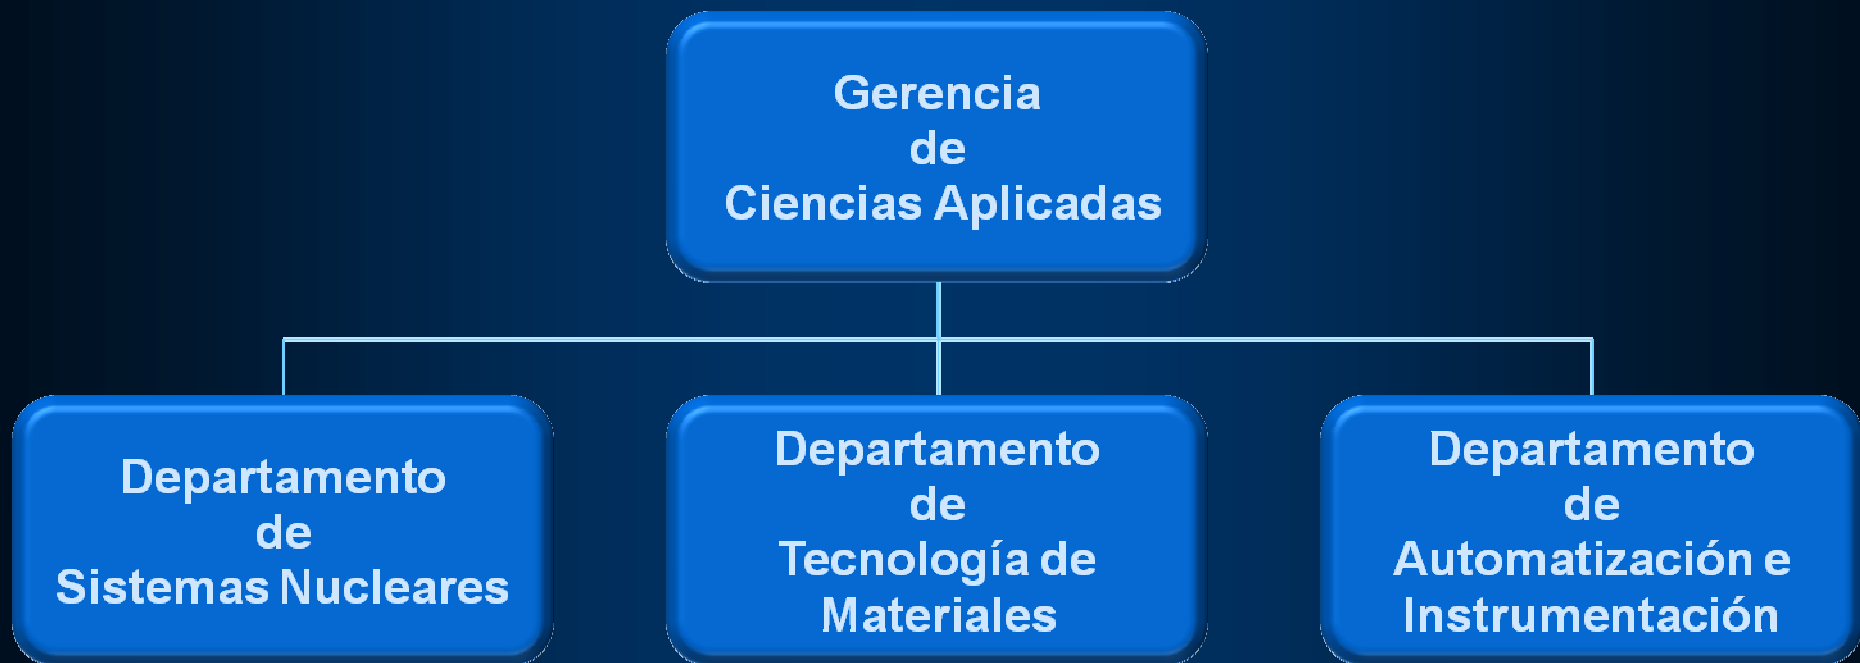 Gerencia
de
Ciencias Aplicadas
Departamento
de
Sistemas Nucleares
Departamento
de
Tecnología de
Materiales
Departamento
de
Automatización e
Instrumentación